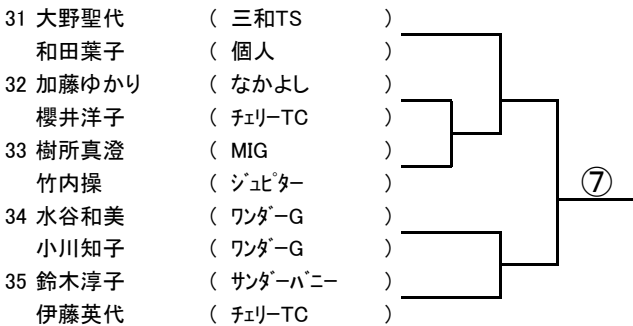 31 大野聖代 ( 三和TS )
和田葉子 ( 個人 )
32 加藤ゆかり ( なかよし )
櫻井洋子 ( ﾁｪﾘｰTC )
33 樹所真澄 ( MIG )
竹内操 ( ｼﾞｭﾋﾟﾀｰ )
⑦
34 水谷和美 ( ﾜﾝﾀﾞｰG )
小川知子 ( ﾜﾝﾀﾞｰG )
35 鈴木淳子 ( ｻﾝﾀﾞｰﾊﾞﾆｰ )
伊藤英代 ( ﾁｪﾘｰTC )